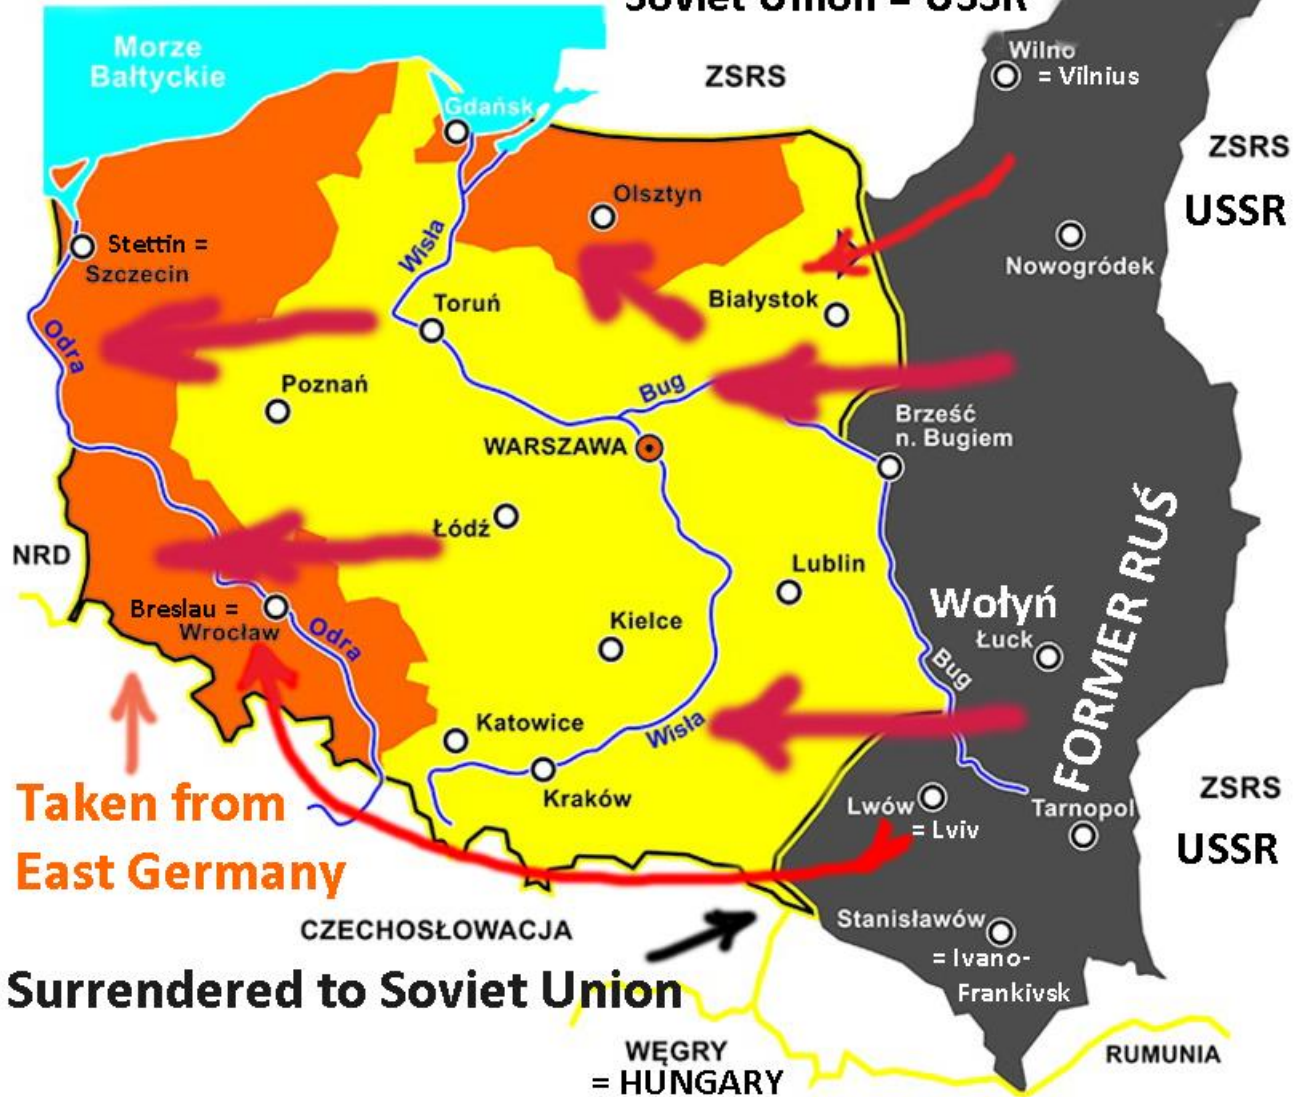 Soviet Union = USSR
Morze
Bałtyckie
ZSRS
Wilno
= Vilnius
Gdańsk
ZSRS
USSR
Olsztyn
Wisła
Stettin =
Szczecin
Nowogródek
Białystok
Toruń
Odra
Poznań
Bug
Brześć
n. Bugiem
WARSZAWA
Łódź
NRD
Lublin
FORMER RUŚ
Wołyń
Łuck
Breslau =
Wrocław
Odra
Kielce
Bug
Katowice
Wisła
Kraków
Taken from
East Germany
ZSRS
USSR
Lwów
= Lviv
Tarnopol
CZECHOSŁOWACJA
Stanisławów
= Ivano-
Frankivsk
Surrendered to Soviet Union
WĘGRY
= HUNGARY
RUMUNIA